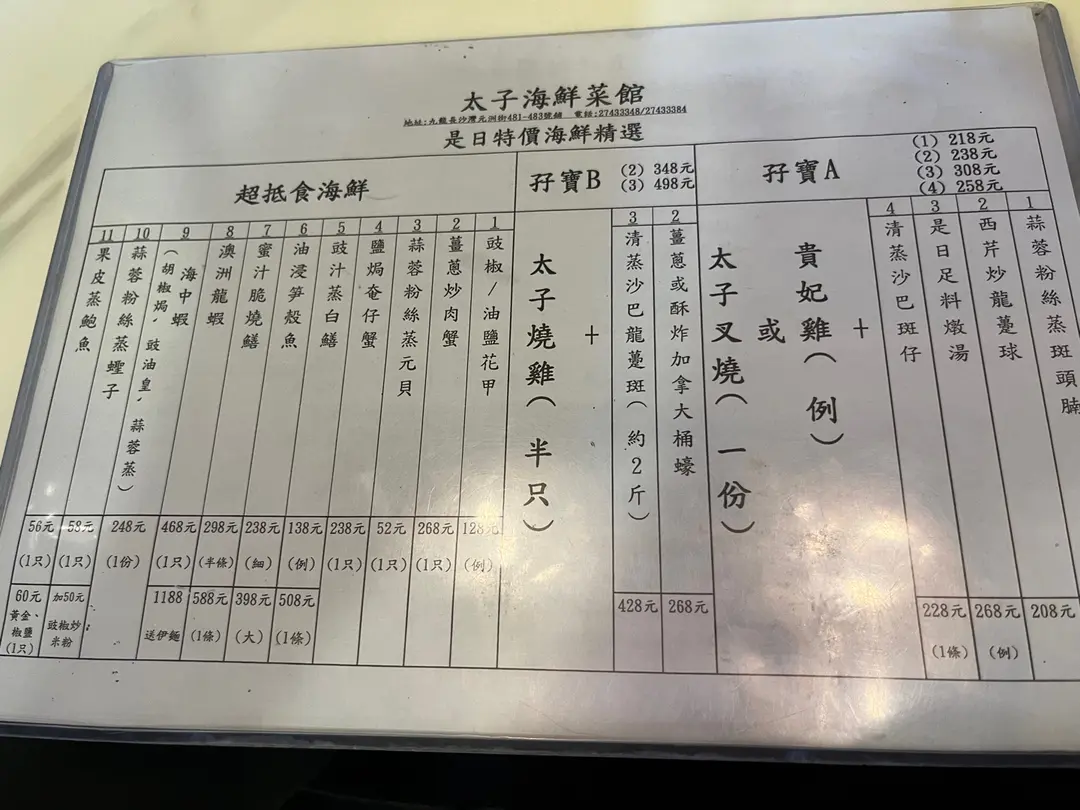 太子海鮮菜館
地址:九龍長沙灣元洲街481-483號舖 電話:27433348/27433384
是日特價海鮮精選
孖寶A
(1) 218元
(2) 238元
(3) 308元
(4) 258元
1 蒜蓉粉絲蒸斑頭腩
2 西芹炒龍躉球
3 是日足料燉湯
4 清蒸沙巴斑仔
+
貴妃雞(例)
或
太子叉燒(一份)
208元
268元 (例)
228元 (1條)
孖寶B
(2) 348元
(3) 498元
2 薑蔥或酥炸加拿大桶蠔
3 清蒸沙巴龍躉斑(約2斤)
+
太子燒雞(半只)
268元
428元
超抵食海鮮
1 豉椒/油鹽花甲
2 薑蔥炒肉蟹
3 蒜蓉粉絲蒸元貝
4 鹽焗奄仔蟹
5 豉汁蒸白鱔
6 油浸筍殼魚
7 蜜汁脆燒鱔
8 澳洲龍蝦
9 海中蝦
(胡椒焗,豉油皇,蒜蓉蒸)
10 蒜蓉粉絲蒸蟶子
11 果皮蒸鮑魚
128元 (例)
268元 (1只)
52元 (1只)
238元 (1只)
138元 (例)
238元 (細)
298元 (半條)
468元 (1只)
248元 (1份)
58元 (1只)
56元 (1只)
508元 (1條)
398元 (大)
588元 (1條)
1188 送伊麵
加50元
豉椒炒
米粉
60元
黃金、
椒鹽
(1只)